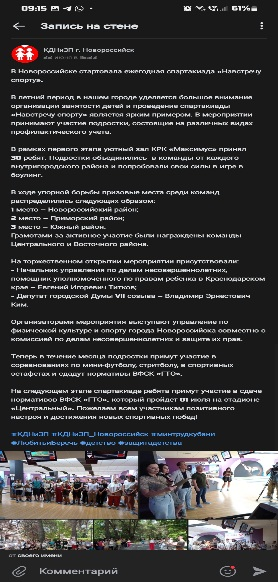 09:15
61%
Запись на стене
КДНиЗП г. Новороссийск
В Новороссийске стартовала ежегодная спартакиада «Навстречу
спорту».
В летний период в нашем городе уделяется большое внимание
организации занятости детей и проведение спартакиады
«Навстречу спорту» является ярким примером. В мероприятии
принимают участие подростки, состоящие на различных видах
профилактического учета.
В рамках первого этапа уютный зал КРК «Максимус» принял
30 ребят. Подростки объединились в команды от каждого
внутригородского района и попробовали свои силы в игре в
боулинг.
В ходе упорной борьбы призовые места среди команд
распределились следующим образом:
1 место – Новороссийский район;
2 место – Приморский район;
3 место – Южный район.
Грамотами за активное участие были награждены команды
Центрального и Восточного района.
На торжественном открытии мероприятия присутствовали:
- Начальник управления по делам несовершеннолетних,
помощник уполномоченного по правам ребенка в Краснодарском
крае – Евгений Игоревич Титков;
- Депутат городской Думы VII созыва – Владимир Эрнестович
Ким.
Организаторами мероприятия выступают управление по
физической культуре и спорту города Новороссийска совместно с
комиссией по делам несовершеннолетних и защите их прав.
Теперь в течение месяца подростки примут участие в
соревнованиях по мини-футболу, стритболу, в спортивных
эстафетах и сдадут нормативы ВФСК «ГТО».
На следующем этапе спартакиады ребята примут участие в сдаче
нормативов ВФСК «ГТО», который пройдет 01 июля на стадионе
«Центральный». Пожелаем всем участникам позитивного
настроя и достижения новых спортивных побед!
#КДНиЗП #КДНиЗП_Новороссийск #минтрудкубани
#ЛюбитьиБеречь #детство #защитадетства
от своего имени
Комментарий